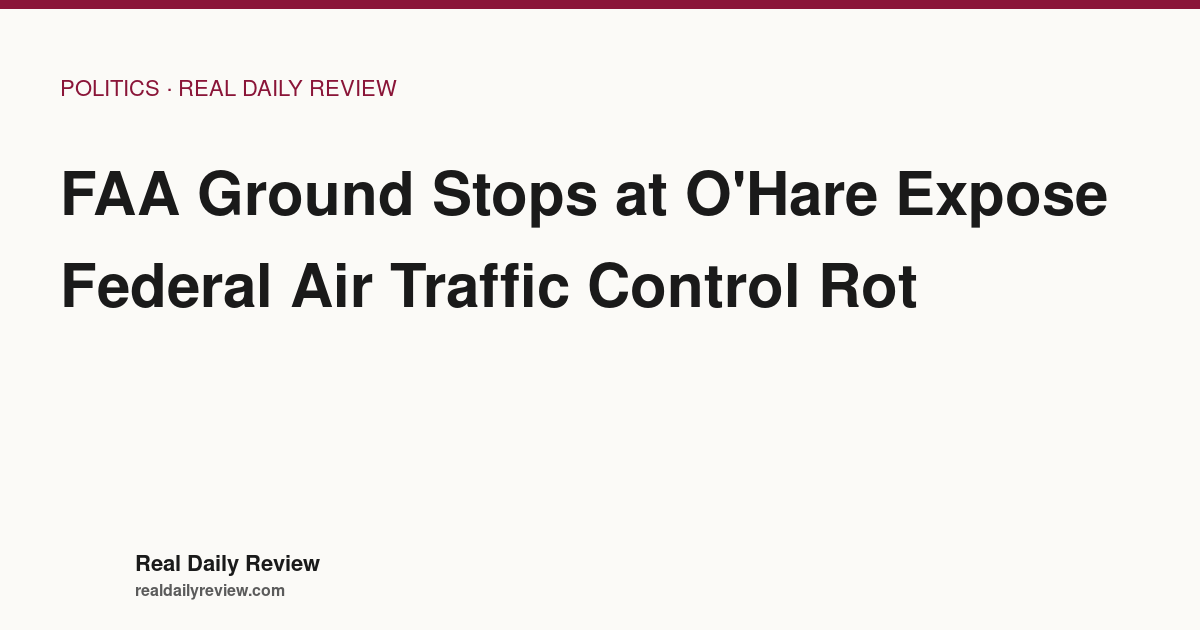 POLITICS · REAL DAILY REVIEW
FAA Ground Stops at O'Hare Expose
Federal Air Traffic Control Rot
Real Daily Review
realdailyreview.com